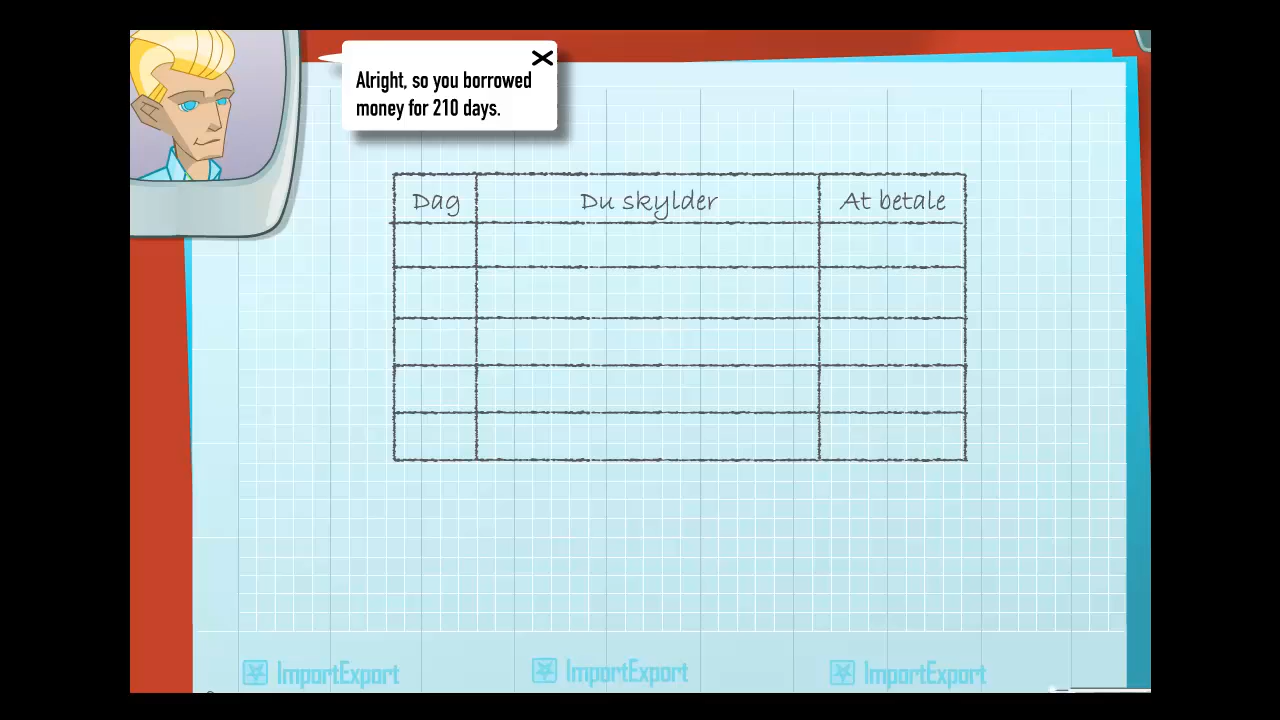 Alright, so you borrowed
money for 210 days.
Dag Du skylder At betale
ImportExport ImportExport ImportExport